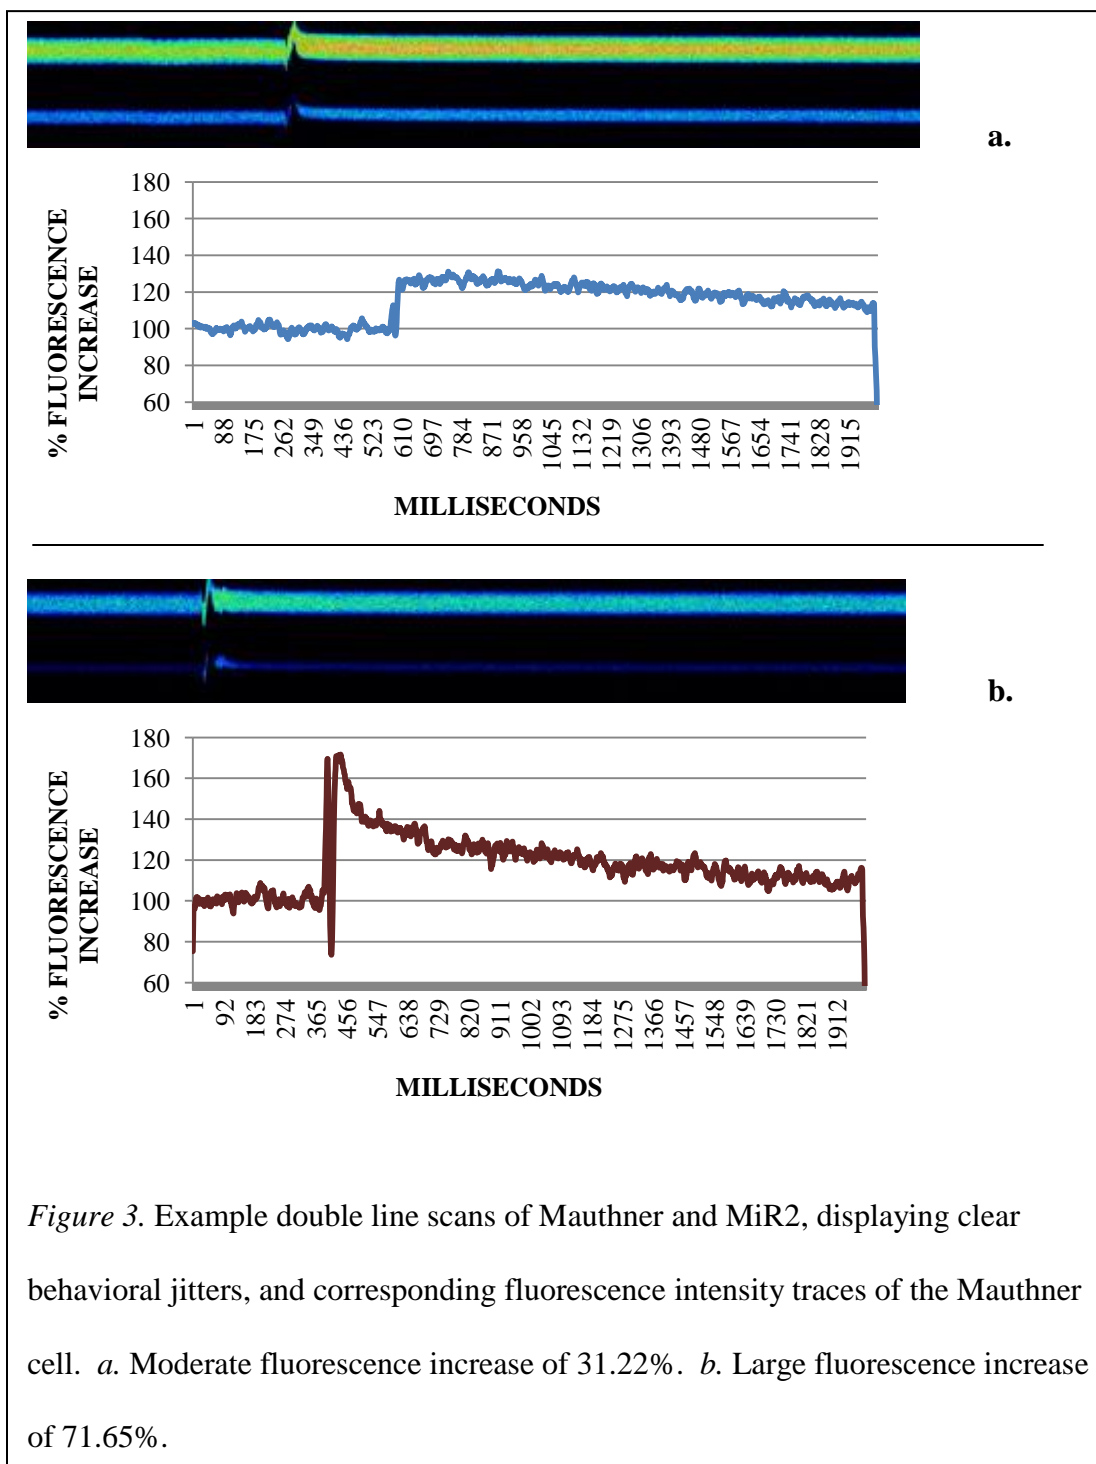 a.
% FLUORESCENCE
INCREASE
180
160
140
120
100
80
60
1 88 175 262 349 436 523 610 697 784 871 958 1045 1132 1219 1306 1393 1480 1567 1654 1741 1828 1915
MILLISECONDS
b.
% FLUORESCENCE
INCREASE
180
160
140
120
100
80
60
1 92 183 274 365 456 547 638 729 820 911 1002 1093 1184 1275 1366 1457 1548 1639 1730 1821 1912
MILLISECONDS
Figure 3. Example double line scans of Mauthner and MiR2, displaying clear
behavioral jitters, and corresponding fluorescence intensity traces of the Mauthner
cell. a. Moderate fluorescence increase of 31.22%. b. Large fluorescence increase
of 71.65%.